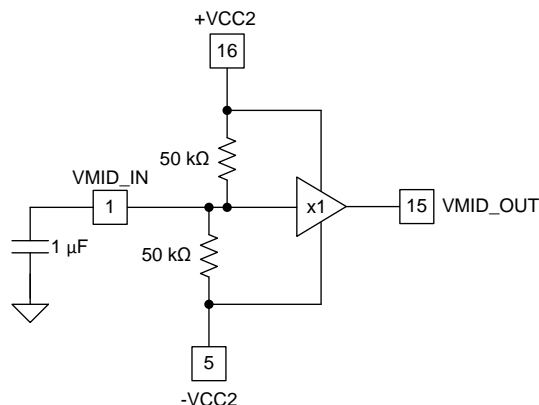 +VCC2
16
50 kΩ
VMID_IN
1
x1
15
VMID_OUT
1 μF
50 kΩ
5
-VCC2